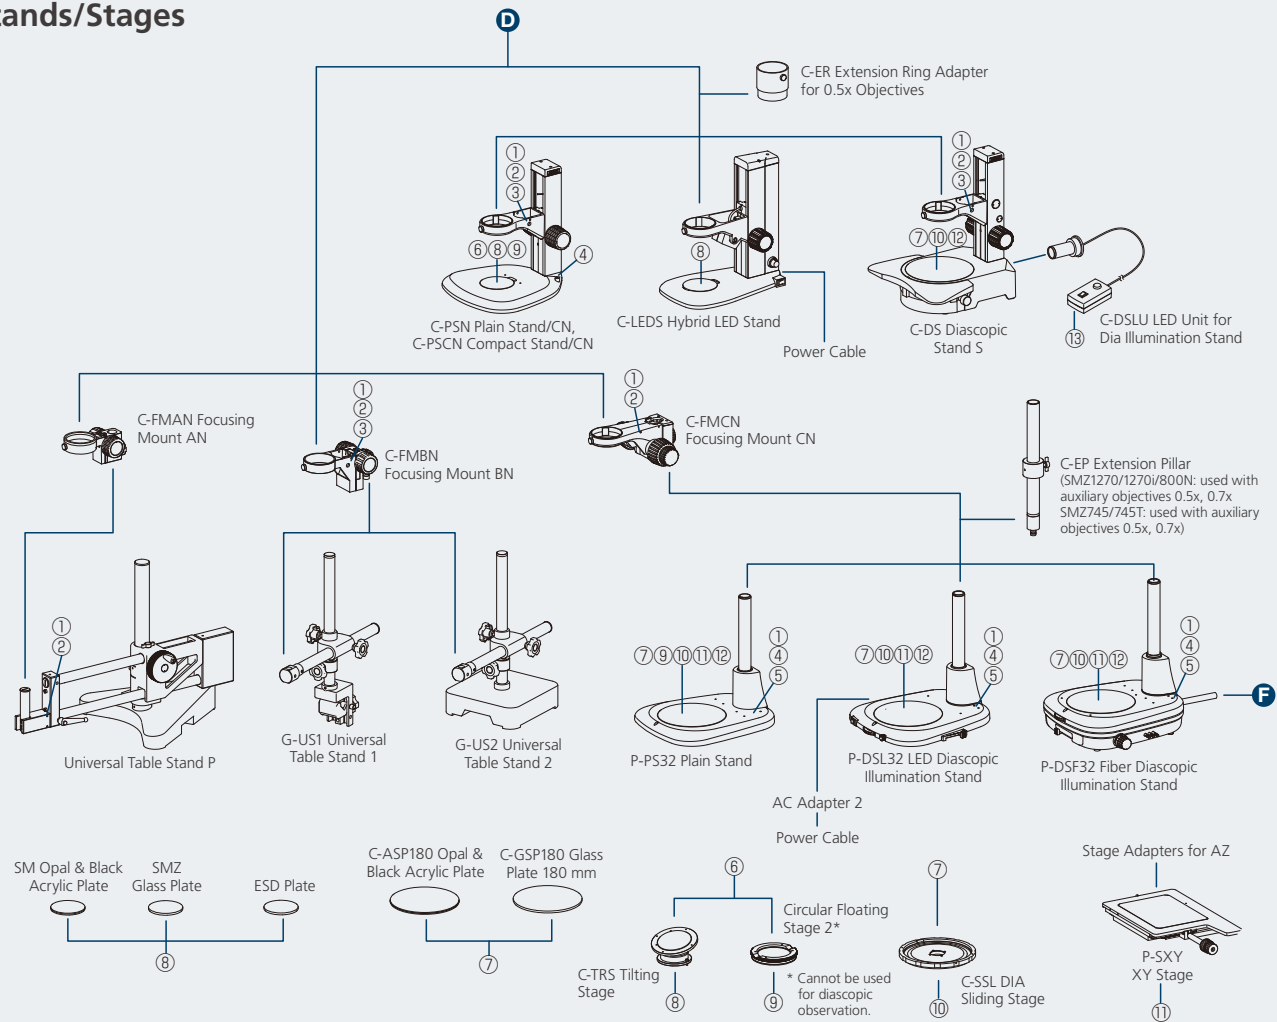 tands/Stages
D
C-ER Extension Ring Adapter
for 0.5x Objectives
①
②
③
⑥⑧⑨
④
C-PSN Plain Stand/CN,
C-PSCN Compact Stand/CN
⑧
C-LEDS Hybrid LED Stand
Power Cable
①
②
③
⑦⑩⑫
C-DS Diascopic
Stand S
⑬
C-DSLU LED Unit for
Dia Illumination Stand
C-FMAN Focusing
Mount AN
①
②
③
C-FMBN
Focusing Mount BN
①
②
C-FMCN
Focusing Mount CN
C-EP Extension Pillar
(SMZ1270/1270i/800N: used with
auxiliary objectives 0.5x, 0.7x
SMZ745/745T: used with auxiliary
objectives 0.5x, 0.7x)
①
②
Universal Table Stand P
G-US1 Universal
Table Stand 1
G-US2 Universal
Table Stand 2
⑦⑨⑩⑪⑫
①
④
⑤
P-PS32 Plain Stand
⑦⑩⑪⑫
①
④
⑤
P-DSL32 LED Diascopic
Illumination Stand
AC Adapter 2
Power Cable
⑦⑩⑪⑫
①
④
⑤
F
P-DSF32 Fiber Diascopic
Illumination Stand
SM Opal & Black
Acrylic Plate
SMZ
Glass Plate
ESD Plate
⑧
C-ASP180 Opal &
Black Acrylic Plate
C-GSP180 Glass
Plate 180 mm
⑦
⑥
C-TRS Tilting
Stage
⑧
Circular Floating
Stage 2*
⑨
* Cannot be used
for diascopic
observation.
⑦
C-SSL DIA
Sliding Stage
⑩
Stage Adapters for AZ
P-SXY
XY Stage
⑪